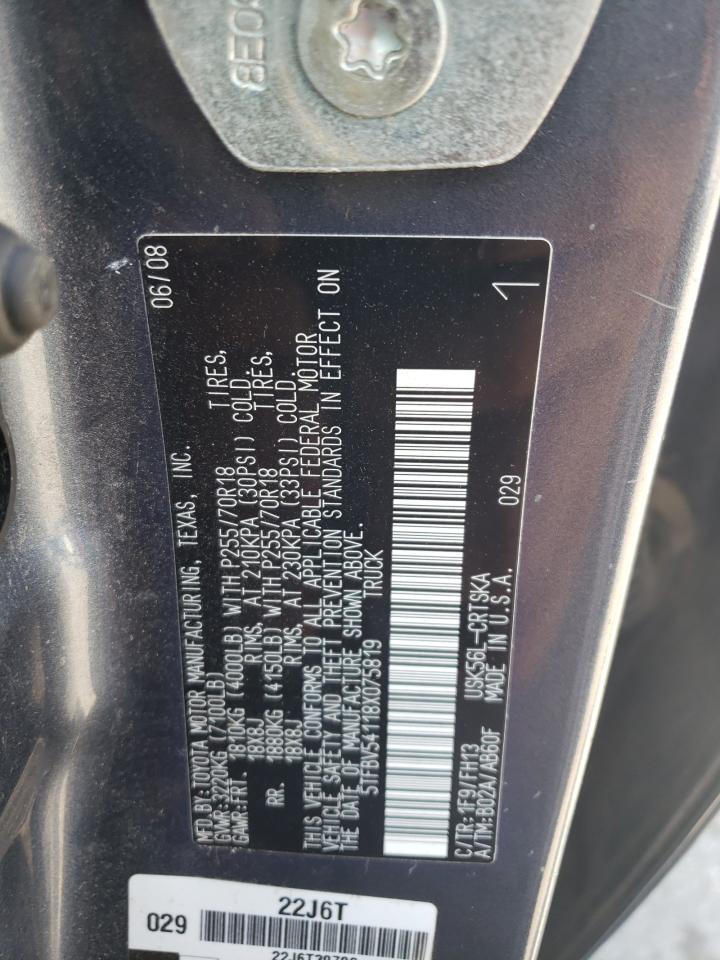 8E0
06/08
MFD.BY:TOYOTA MOTOR MANUFACTURING, TEXAS, INC.
GVWR:3220KG (7100LB)
GAWR:FRT. 1810KG (4000LB) WITH P255/70R18 TIRES,
18X8J RIMS, AT 210KPA (30PSI) COLD.
RR. 1880KG (4150LB) WITH P255/70R18 TIRES,
18X8J RIMS, AT 230KPA (33PSI) COLD.
THIS VEHICLE CONFORMS TO ALL APPLICABLE FEDERAL MOTOR
VEHICLE SAFETY AND THEFT PREVENTION STANDARDS IN EFFECT ON
THE DATE OF MANUFACTURE SHOWN ABOVE.
5TFBV54118X075819 TRUCK
029
C/TR:1F9/FH13 USK56L-CRTSKA
A/TM:B02A/AB60F MADE IN U.S.A.
1
22J6T
029